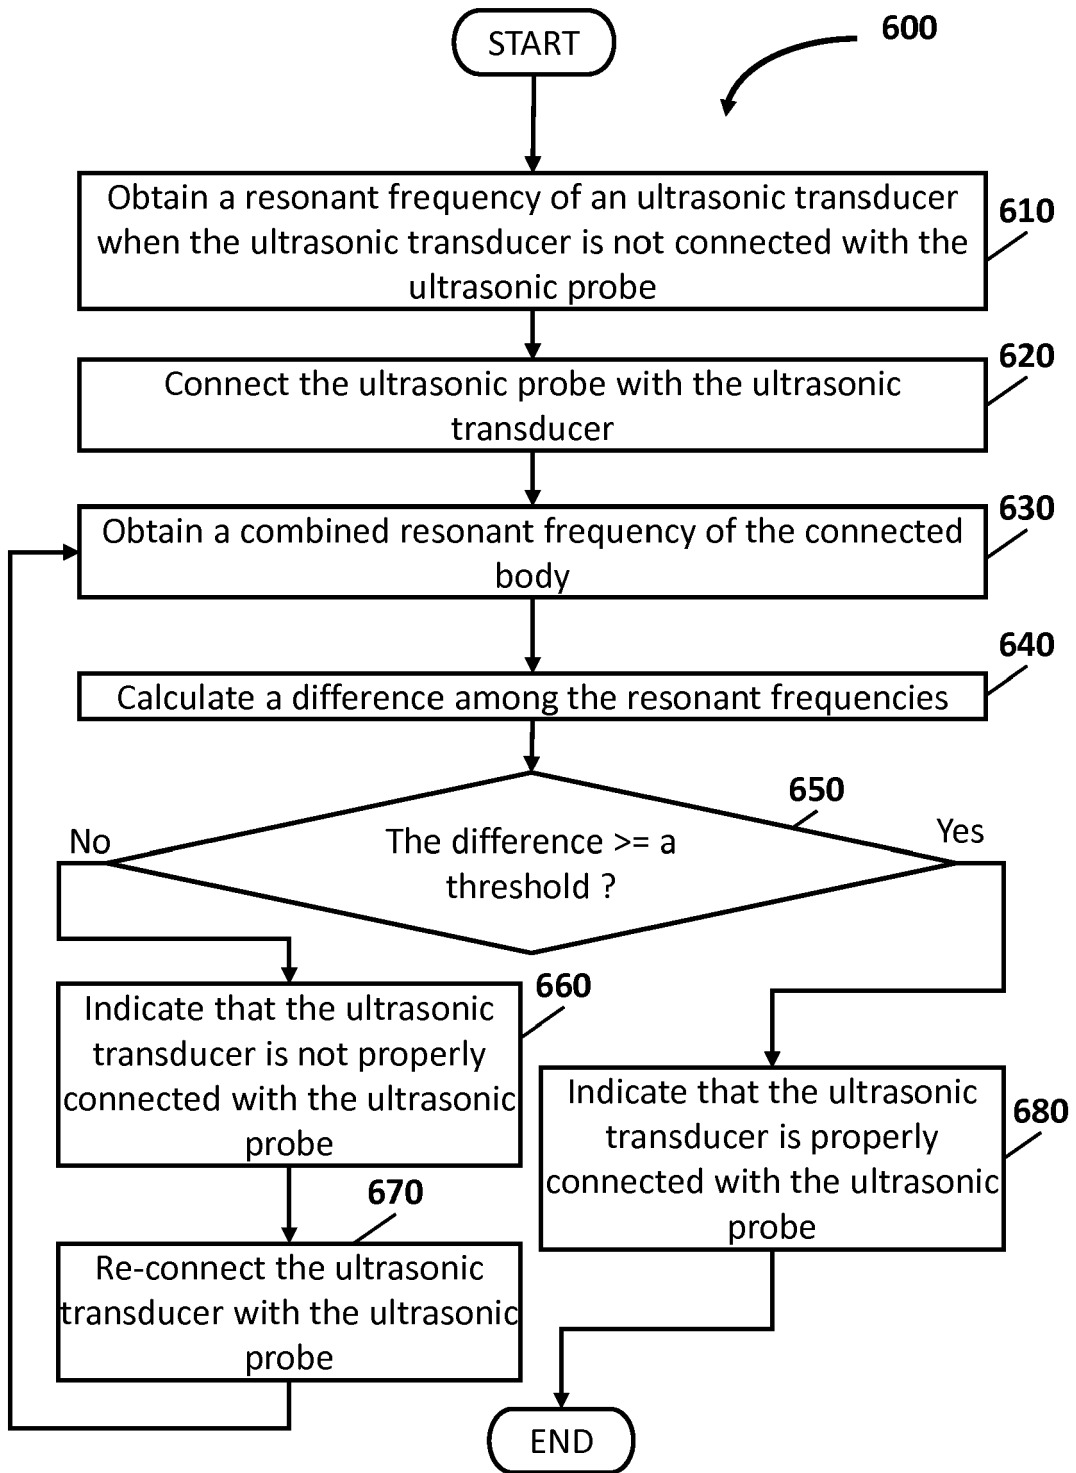 START
600
Obtain a resonant frequency of an ultrasonic transducer
when the ultrasonic transducer is not connected with the
ultrasonic probe
610
Connect the ultrasonic probe with the ultrasonic
transducer
620
Obtain a combined resonant frequency of the connected
body
630
Calculate a difference among the resonant frequencies
640
The difference >= a
threshold ?
650
No
Yes
Indicate that the ultrasonic
transducer is not properly
connected with the ultrasonic
probe
660
Re-connect the ultrasonic
transducer with the ultrasonic
probe
670
Indicate that the ultrasonic
transducer is properly
connected with the ultrasonic
probe
680
END